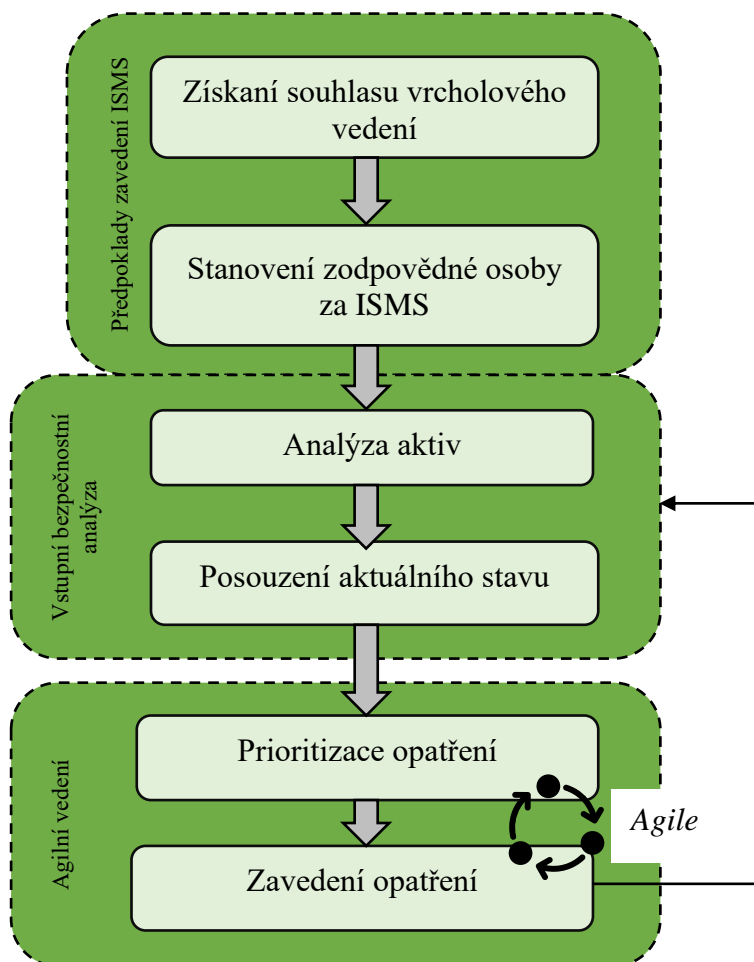 Předpoklady zavedení ISMS
Získaní souhlasu vrcholového
vedení
Stanovení zodpovědné osoby
za ISMS
Vstupní bezpečnostní
analýza
Analýza aktiv
Posouzení aktuálního stavu
Agilní vedení
Prioritizace opatření
Agile
Zavedení opatření